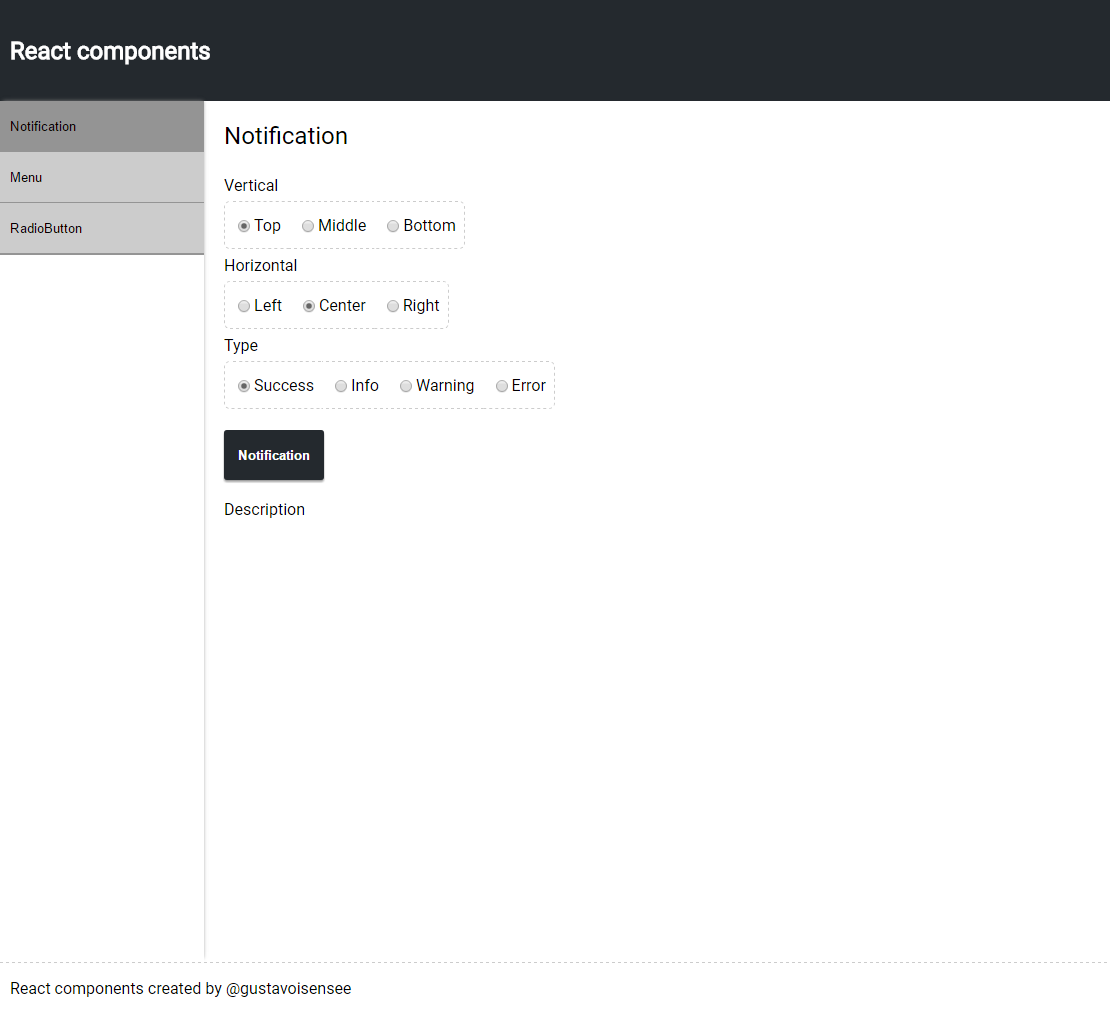 React components
Notification
Menu
RadioButton
Notification
Vertical
Top Middle Bottom
Horizontal
Left Center Right
Type
Success Info Warning Error
Notification
Description
React components created by @gustavoisensee